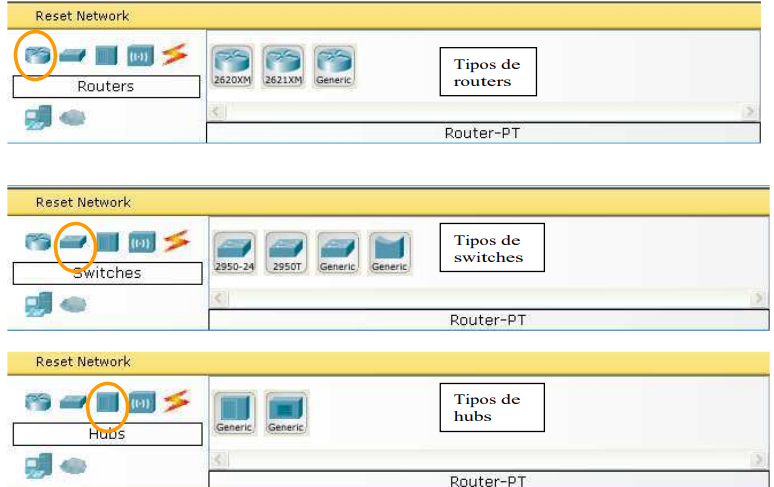 Reset Network
Routers
2620XM 2621XM Generic
Tipos de
routers
Router-PT
Reset Network
Switches
2950-24 2950T Generic Generic
Tipos de
switches
Router-PT
Reset Network
Hubs
Generic Generic
Tipos de
hubs
Router-PT